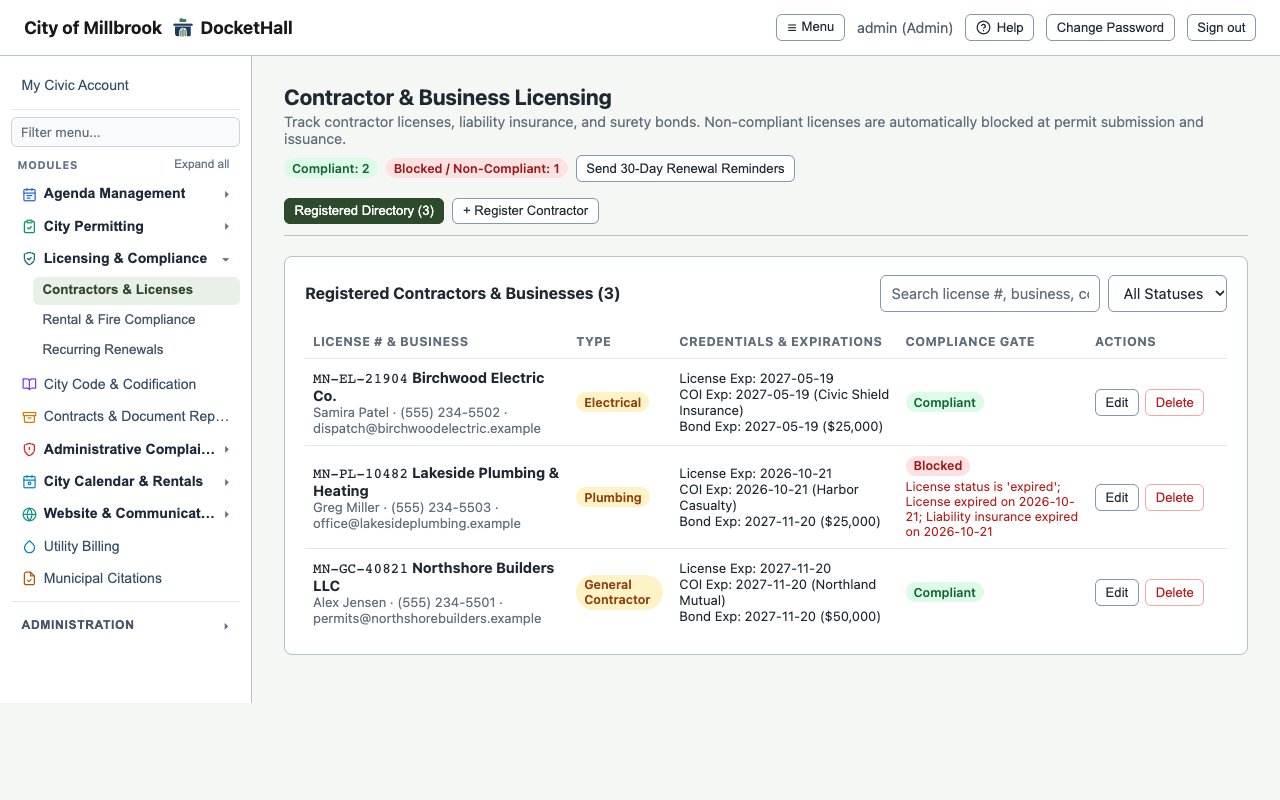 City of Millbrook DocketHall
≡ Menu
admin (Admin)
Help
Change Password
Sign out
My Civic Account
Filter menu...
MODULES
Expand all
Agenda Management
City Permitting
Licensing & Compliance
Contractors & Licenses
Rental & Fire Compliance
Recurring Renewals
City Code & Codification
Contracts & Document Rep...
Administrative Complai...
City Calendar & Rentals
Website & Communicat...
Utility Billing
Municipal Citations
ADMINISTRATION
Contractor & Business Licensing
Track contractor licenses, liability insurance, and surety bonds. Non-compliant licenses are automatically blocked at permit submission and
issuance.
Compliant: 2
Blocked / Non-Compliant: 1
Send 30-Day Renewal Reminders
Registered Directory (3)
+ Register Contractor
Registered Contractors & Businesses (3)
Search license #, business, co
All Statuses
LICENSE # & BUSINESS
TYPE
CREDENTIALS & EXPIRATIONS
COMPLIANCE GATE
ACTIONS
MN-EL-21904 Birchwood Electric
Co.
Samira Patel · (555) 234-5502 ·
dispatch@birchwoodelectric.example
Electrical
License Exp: 2027-05-19
COI Exp: 2027-05-19 (Civic Shield
Insurance)
Bond Exp: 2027-05-19 ($25,000)
Compliant
Edit
Delete
MN-PL-10482 Lakeside Plumbing &
Heating
Greg Miller · (555) 234-5503 ·
office@lakesideplumbing.example
Plumbing
License Exp: 2026-10-21
COI Exp: 2026-10-21 (Harbor
Casualty)
Bond Exp: 2027-11-20 ($25,000)
Blocked
License status is 'expired';
License expired on 2026-10-
21; Liability insurance expired
on 2026-10-21
Edit
Delete
MN-GC-40821 Northshore Builders
LLC
Alex Jensen · (555) 234-5501 ·
permits@northshorebuilders.example
General
Contractor
License Exp: 2027-11-20
COI Exp: 2027-11-20 (Northland
Mutual)
Bond Exp: 2027-11-20 ($50,000)
Compliant
Edit
Delete